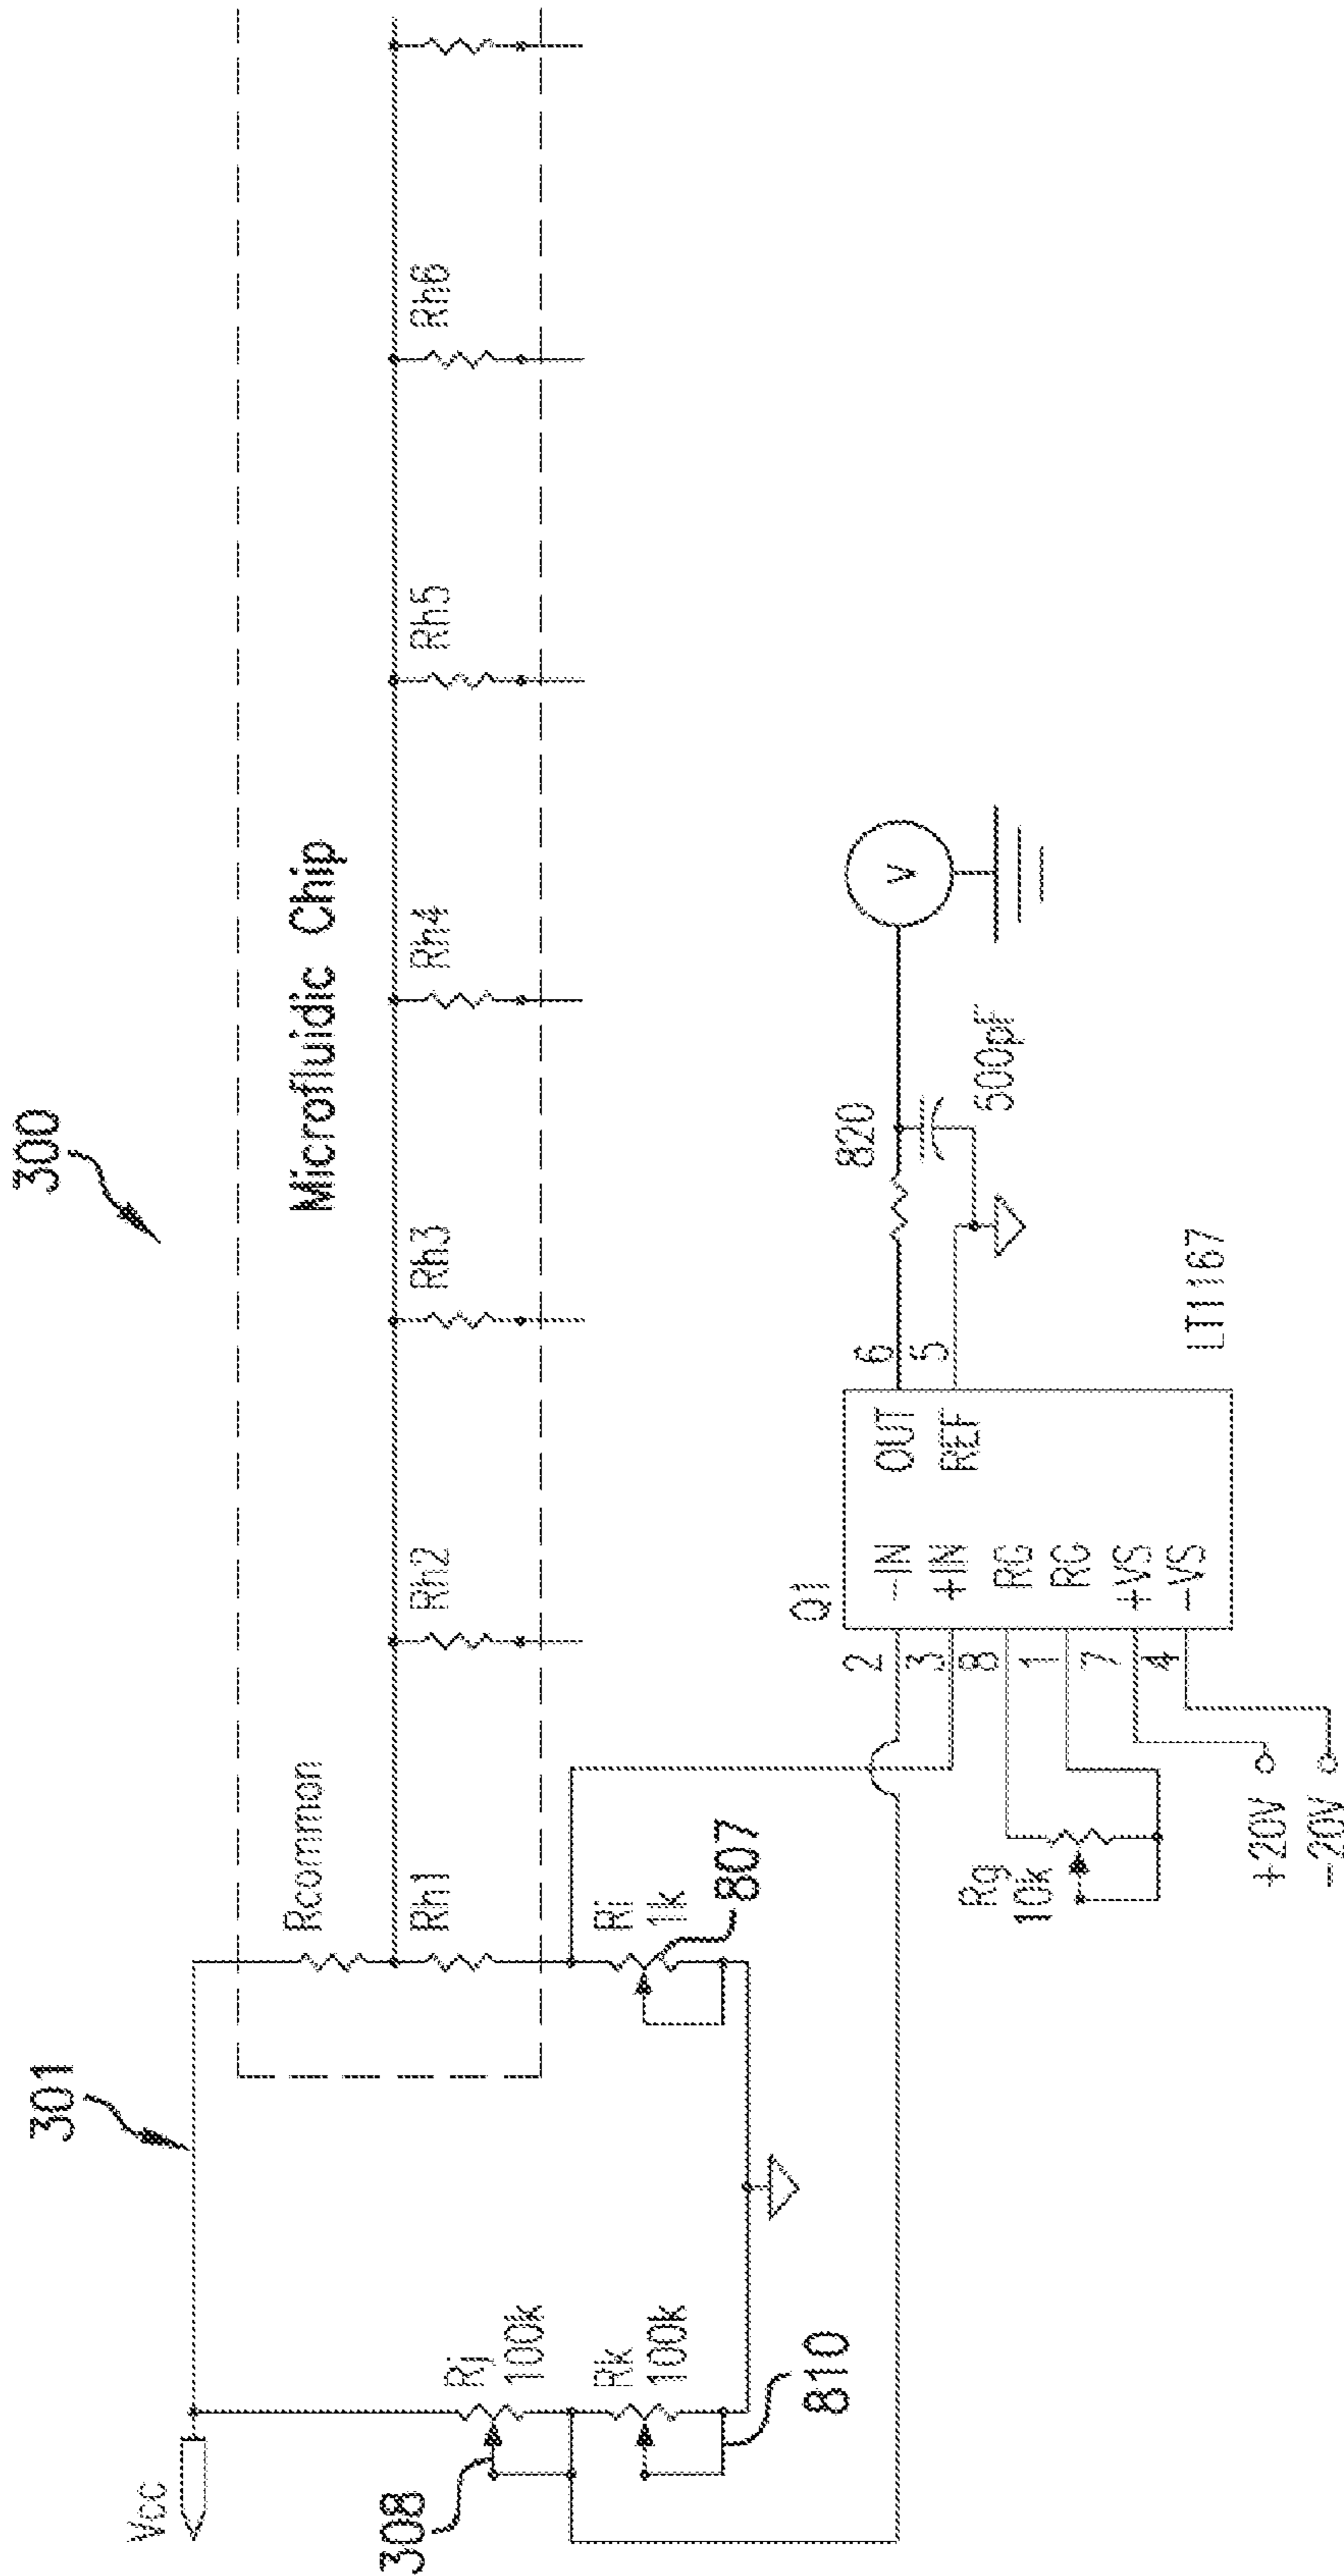 300
301
Vcc
Microfluidic Chip
Rcommon
Rh1
Rh2
Rh3
Rh4
Rh5
Rh6
308
Rj
100k
Rk
100k
810
Ri
1k
807
Rg
10k
+20V
-20V
Q1
2
3
8
1
7
4
-IN
+IN
RG
RG
+VS
-VS
OUT
REF
6
5
LT1167
820
500pF
V